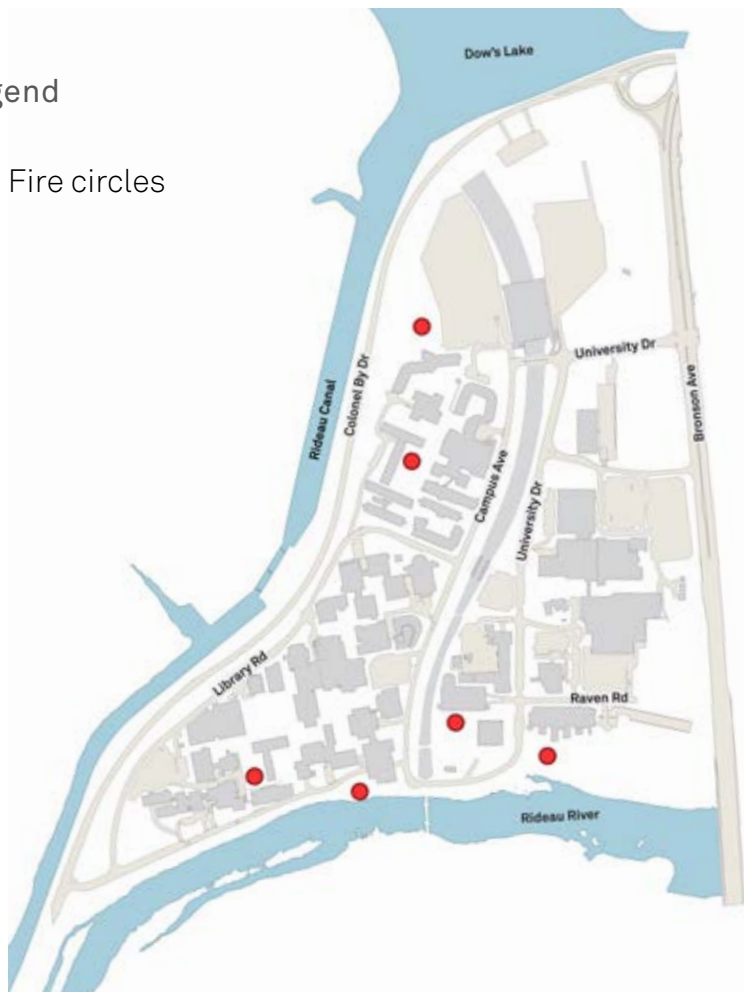 Dow's Lake
gend
Fire circles
University Dr
Colonel By Dr
Rideau Canal
Bronson Ave
Campus Ave
University Dr
Library Rd
Raven Rd
Rideau River